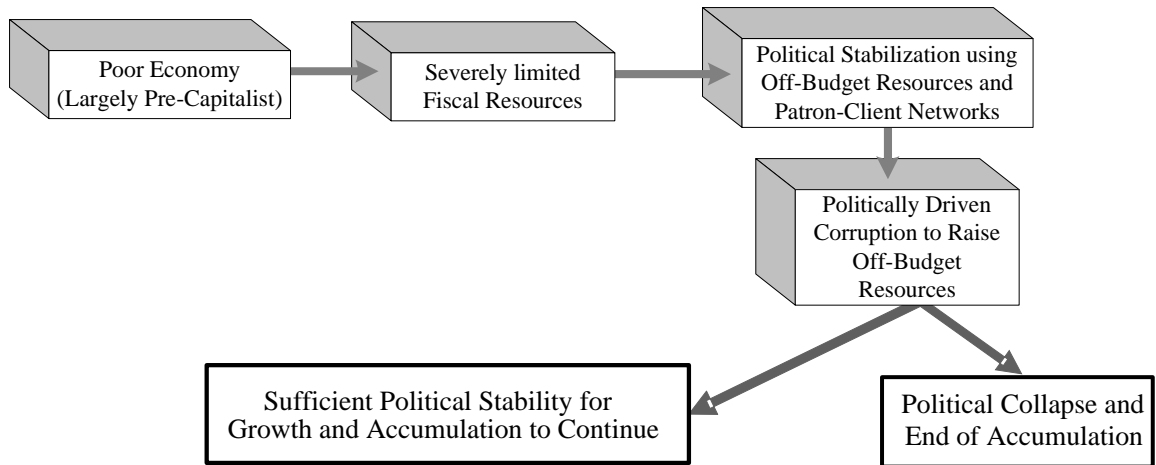 Poor Economy
(Largely Pre-Capitalist)
Severely limited
Fiscal Resources
Political Stabilization using
Off-Budget Resources and
Patron-Client Networks
Politically Driven
Corruption to Raise
Off-Budget
Resources
Sufficient Political Stability for
Growth and Accumulation to Continue
Political Collapse and
End of Accumulation